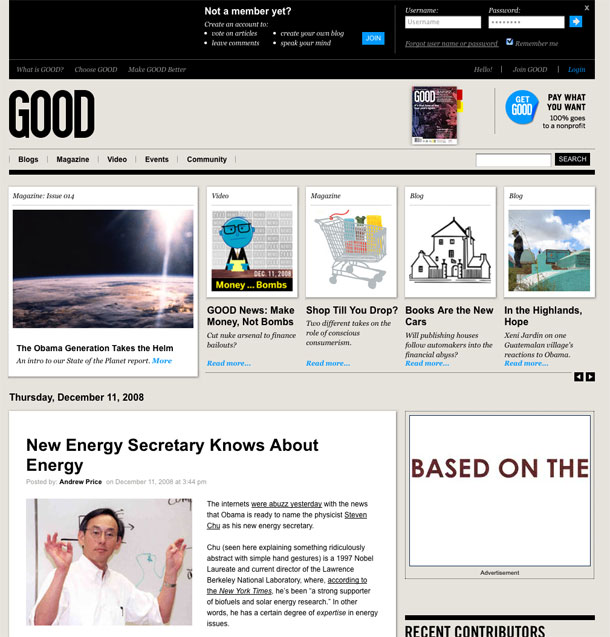 Not a member yet?
Create an account to:
• vote on articles • create your own blog
• leave comments • speak your mind
JOIN
Username: Password:
Username ••••••••
x
Forgot user name or password Remember me
What is GOOD? Choose GOOD Make GOOD Better
Hello! Join GOOD Login
GOOD
GOOD
GET GOOD
PAY WHAT
YOU WANT
100% goes
to a nonprofit
Blogs Magazine Video Events Community
SEARCH
Magazine: Issue 014
The Obama Generation Takes the Helm
An intro to our State of the Planet report. More
Video
DEC. 11, 2008
Money ... Bombs
GOOD News: Make
Money, Not Bombs
Cut nuke arsenal to finance
bailouts?
Read more...
Magazine
Shop Till You Drop?
Two different takes on the
role of conscious
consumerism.
Read more...
Blog
Books Are the New
Cars
Will publishing houses
follow automakers into the
financial abyss?
Read more...
Blog
In the Highlands,
Hope
Xeni Jardin on one
Guatemalan village's
reactions to Obama.
Read more...
Thursday, December 11, 2008
New Energy Secretary Knows About
Energy
Posted by: Andrew Price on December 11, 2008 at 3:44 pm
The internets were abuzz yesterday with the news
that Obama is ready to name the physicist Steven
Chu as his new energy secretary.
Chu (seen here explaining something ridiculously
abstract with simple hand gestures) is a 1997 Nobel
Laureate and current director of the Lawrence
Berkeley National Laboratory, where, according to
the New York Times, he's been "a strong supporter
of biofuels and solar energy research." In other
words, he has a certain degree of expertise in energy
issues.
BASED ON THE
Advertisement
RECENT CONTRIBUTORS